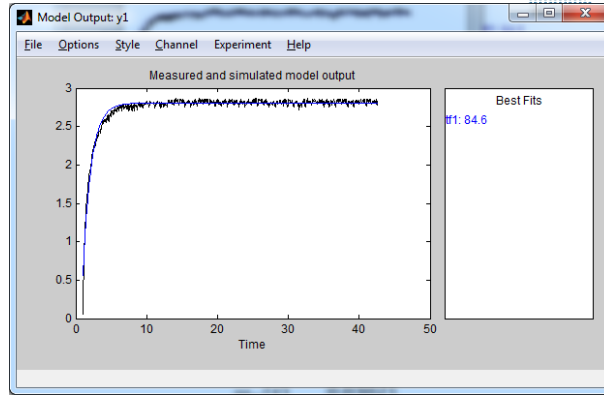 Model Output: y1
File Options Style Channel Experiment Help
Measured and simulated model output
3
2.5
2
1.5
1
0.5
0
0 10 20 30 40 50
Time
Best Fits
tf1: 84.6